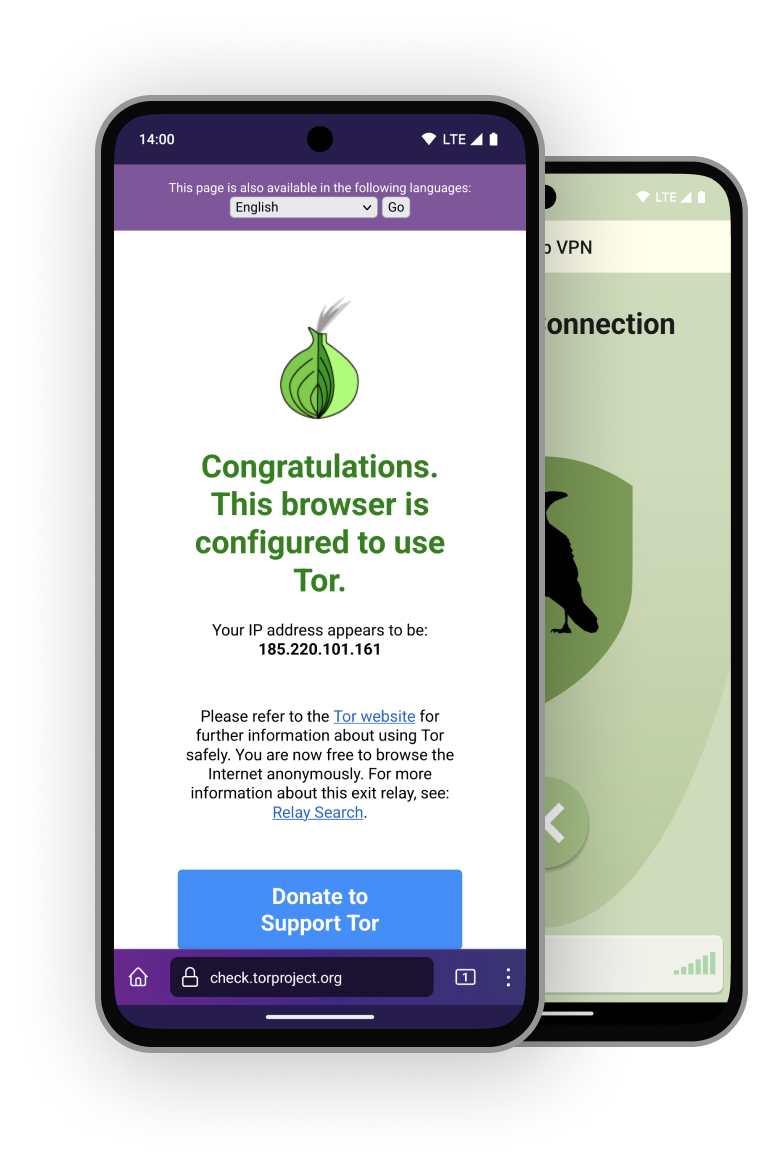 14:00
LTE
This page is also available in the following languages:
English Go
Congratulations.
This browser is
configured to use
Tor.
Your IP address appears to be:
185.220.101.161
Please refer to the Tor website for
further information about using Tor
safely. You are now free to browse the
Internet anonymously. For more
information about this exit relay, see:
Relay Search.
Donate to
Support Tor
1
check.torproject.org
LTE
VPN